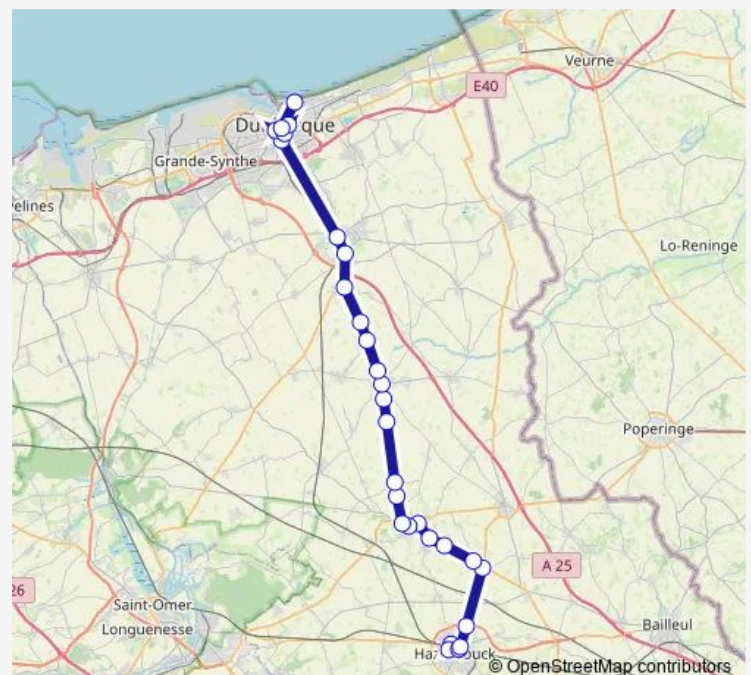 Veurne
E40
Grande-Synthe
Lo-Reninge
Poperinge
A 25
26
Saint-Omer
Longuenesse
Bailleul
© OpenStreetMap contributors